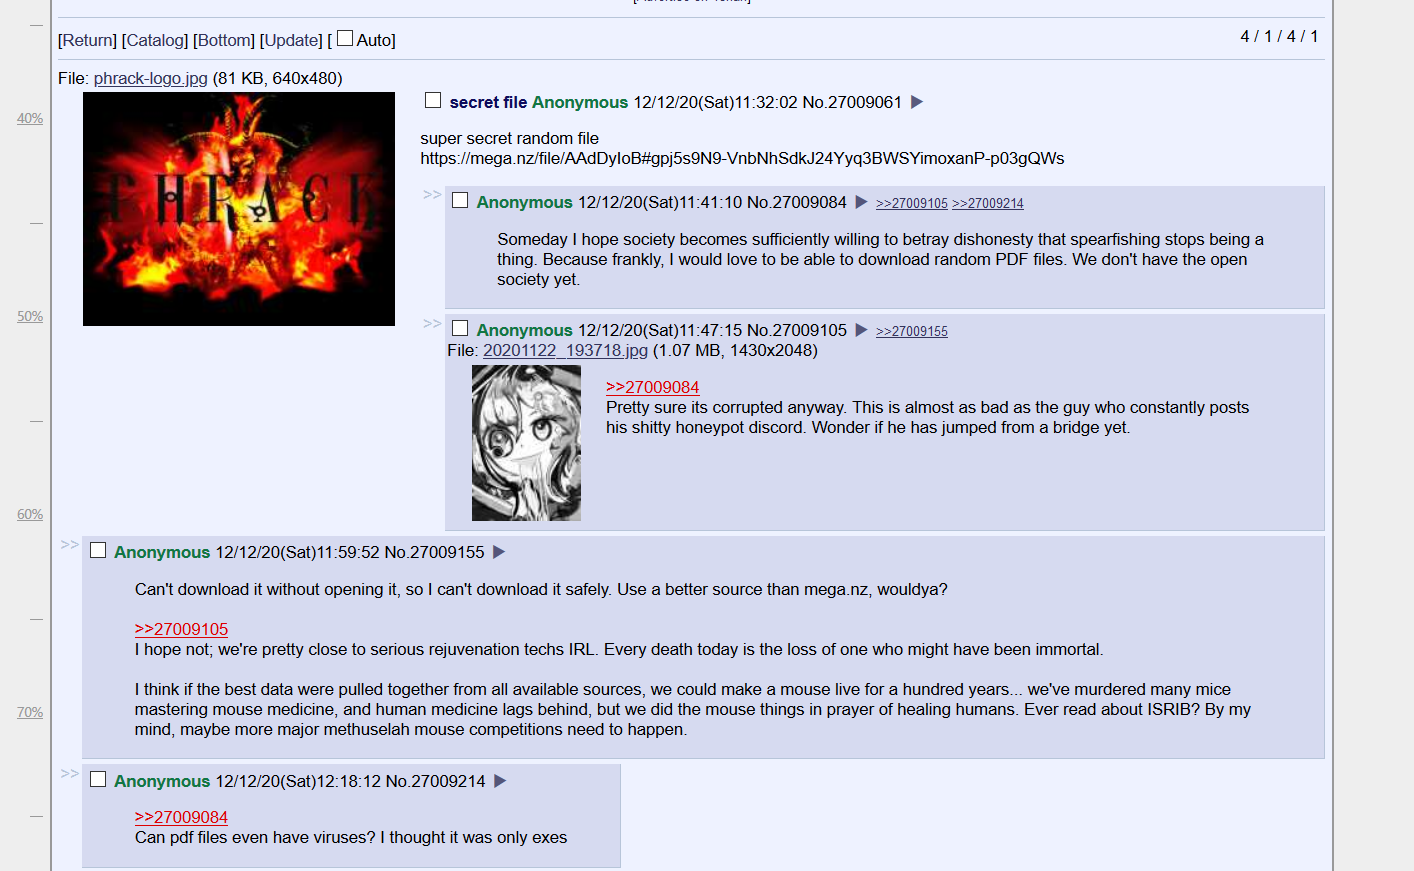 [Return] [Catalog] [Bottom] [Update] [ Auto]
4 / 1 / 4 / 1
File: phrack-logo.jpg (81 KB, 640x480)
PHRACK
secret file Anonymous 12/12/20(Sat)11:32:02 No.27009061 ▶
super secret random file
https://mega.nz/file/AAdDyIoB#gpj5s9N9-VnbNhSdkJ24Yyq3BWSYimoxanP-p03gQWs
>> Anonymous 12/12/20(Sat)11:41:10 No.27009084 ▶ >>27009105 >>27009214
Someday I hope society becomes sufficiently willing to betray dishonesty that spearfishing stops being a
thing. Because frankly, I would love to be able to download random PDF files. We don't have the open
society yet.
>> Anonymous 12/12/20(Sat)11:47:15 No.27009105 ▶ >>27009155
File: 20201122_193718.jpg (1.07 MB, 1430x2048)
>>27009084
Pretty sure its corrupted anyway. This is almost as bad as the guy who constantly posts
his shitty honeypot discord. Wonder if he has jumped from a bridge yet.
>> Anonymous 12/12/20(Sat)11:59:52 No.27009155 ▶
Can't download it without opening it, so I can't download it safely. Use a better source than mega.nz, wouldya?
>>27009105
I hope not; we're pretty close to serious rejuvenation techs IRL. Every death today is the loss of one who might have been immortal.
I think if the best data were pulled together from all available sources, we could make a mouse live for a hundred years... we've murdered many mice
mastering mouse medicine, and human medicine lags behind, but we did the mouse things in prayer of healing humans. Ever read about ISRIB? By my
mind, maybe more major methuselah mouse competitions need to happen.
>> Anonymous 12/12/20(Sat)12:18:12 No.27009214 ▶
>>27009084
Can pdf files even have viruses? I thought it was only exes
40%
50%
60%
70%